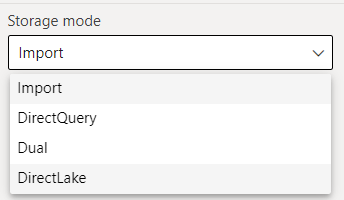 Storage mode
Import
Import
DirectQuery
Dual
DirectLake